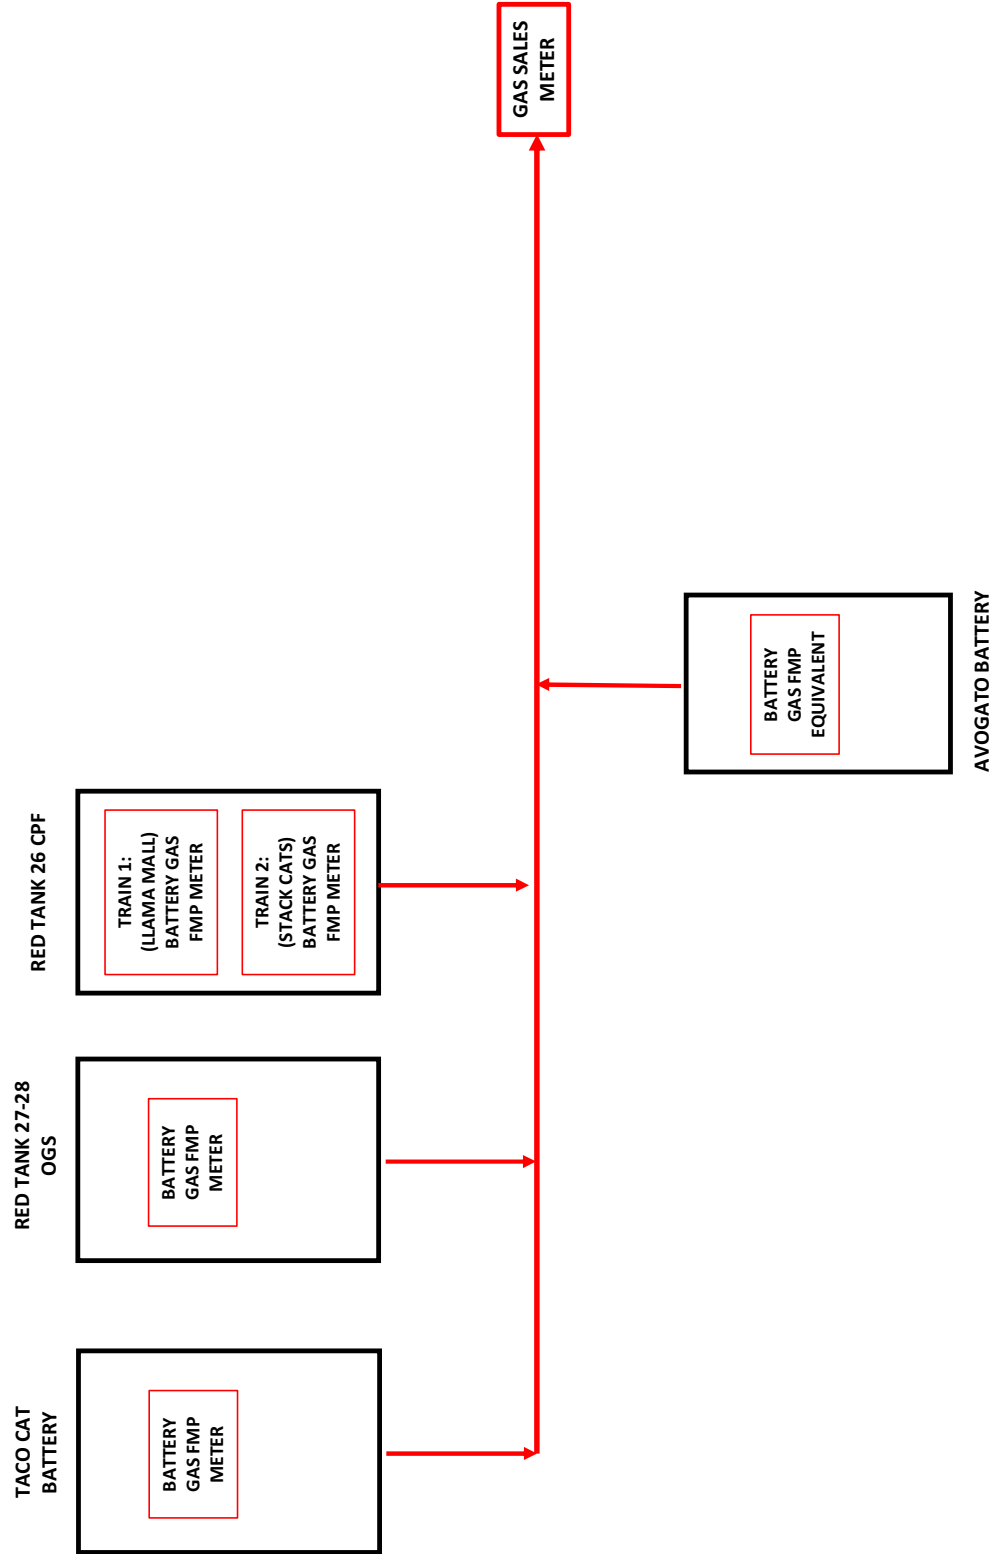 TACO CAT
BATTERY
BATTERY
GAS FMP
METER
RED TANK 27-28
OGS
BATTERY
GAS FMP
METER
RED TANK 26 CPF
TRAIN 1:
(LLAMA MALL)
BATTERY GAS
FMP METER
TRAIN 2:
(STACK CATS)
BATTERY GAS
FMP METER
BATTERY
GAS FMP
EQUIVALENT
AVOGATO BATTERY
GAS SALES
METER